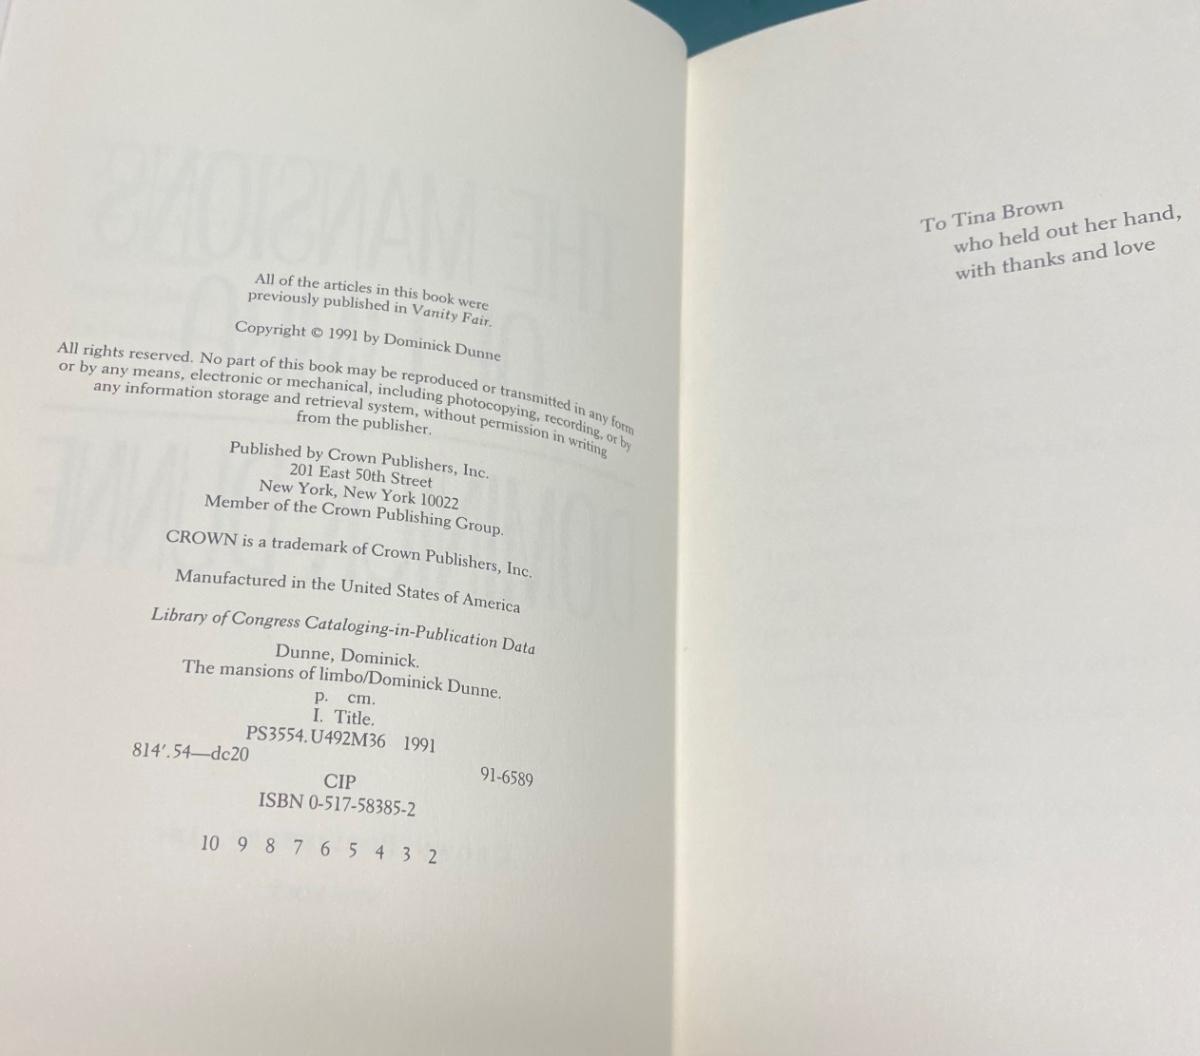 All of the articles in this book were
previously published in Vanity Fair.
Copyright © 1991 by Dominick Dunne
All rights reserved. No part of this book may be reproduced or transmitted in any form
or by any means, electronic or mechanical, including photocopying, recording, or by
any information storage and retrieval system, without permission in writing
from the publisher.
Published by Crown Publishers, Inc.
201 East 50th Street
New York, New York 10022
Member of the Crown Publishing Group.
CROWN is a trademark of Crown Publishers, Inc.
Manufactured in the United States of America
Library of Congress Cataloging-in-Publication Data
Dunne, Dominick.
The mansions of limbo/Dominick Dunne.
p. cm.
I. Title.
PS3554.U492M36 1991
814'.54—dc20
91-6589
CIP
ISBN 0-517-58385-2
10 9 8 7 6 5 4 3 2
To Tina Brown
who held out her hand,
with thanks and love